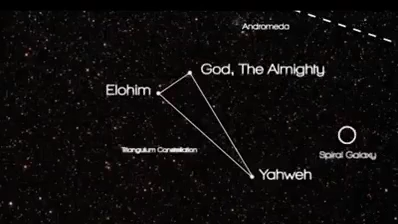 Andromeda
God, The Almighty
Elohim
Triangulum Constellation
Spiral Galaxy
Yahweh